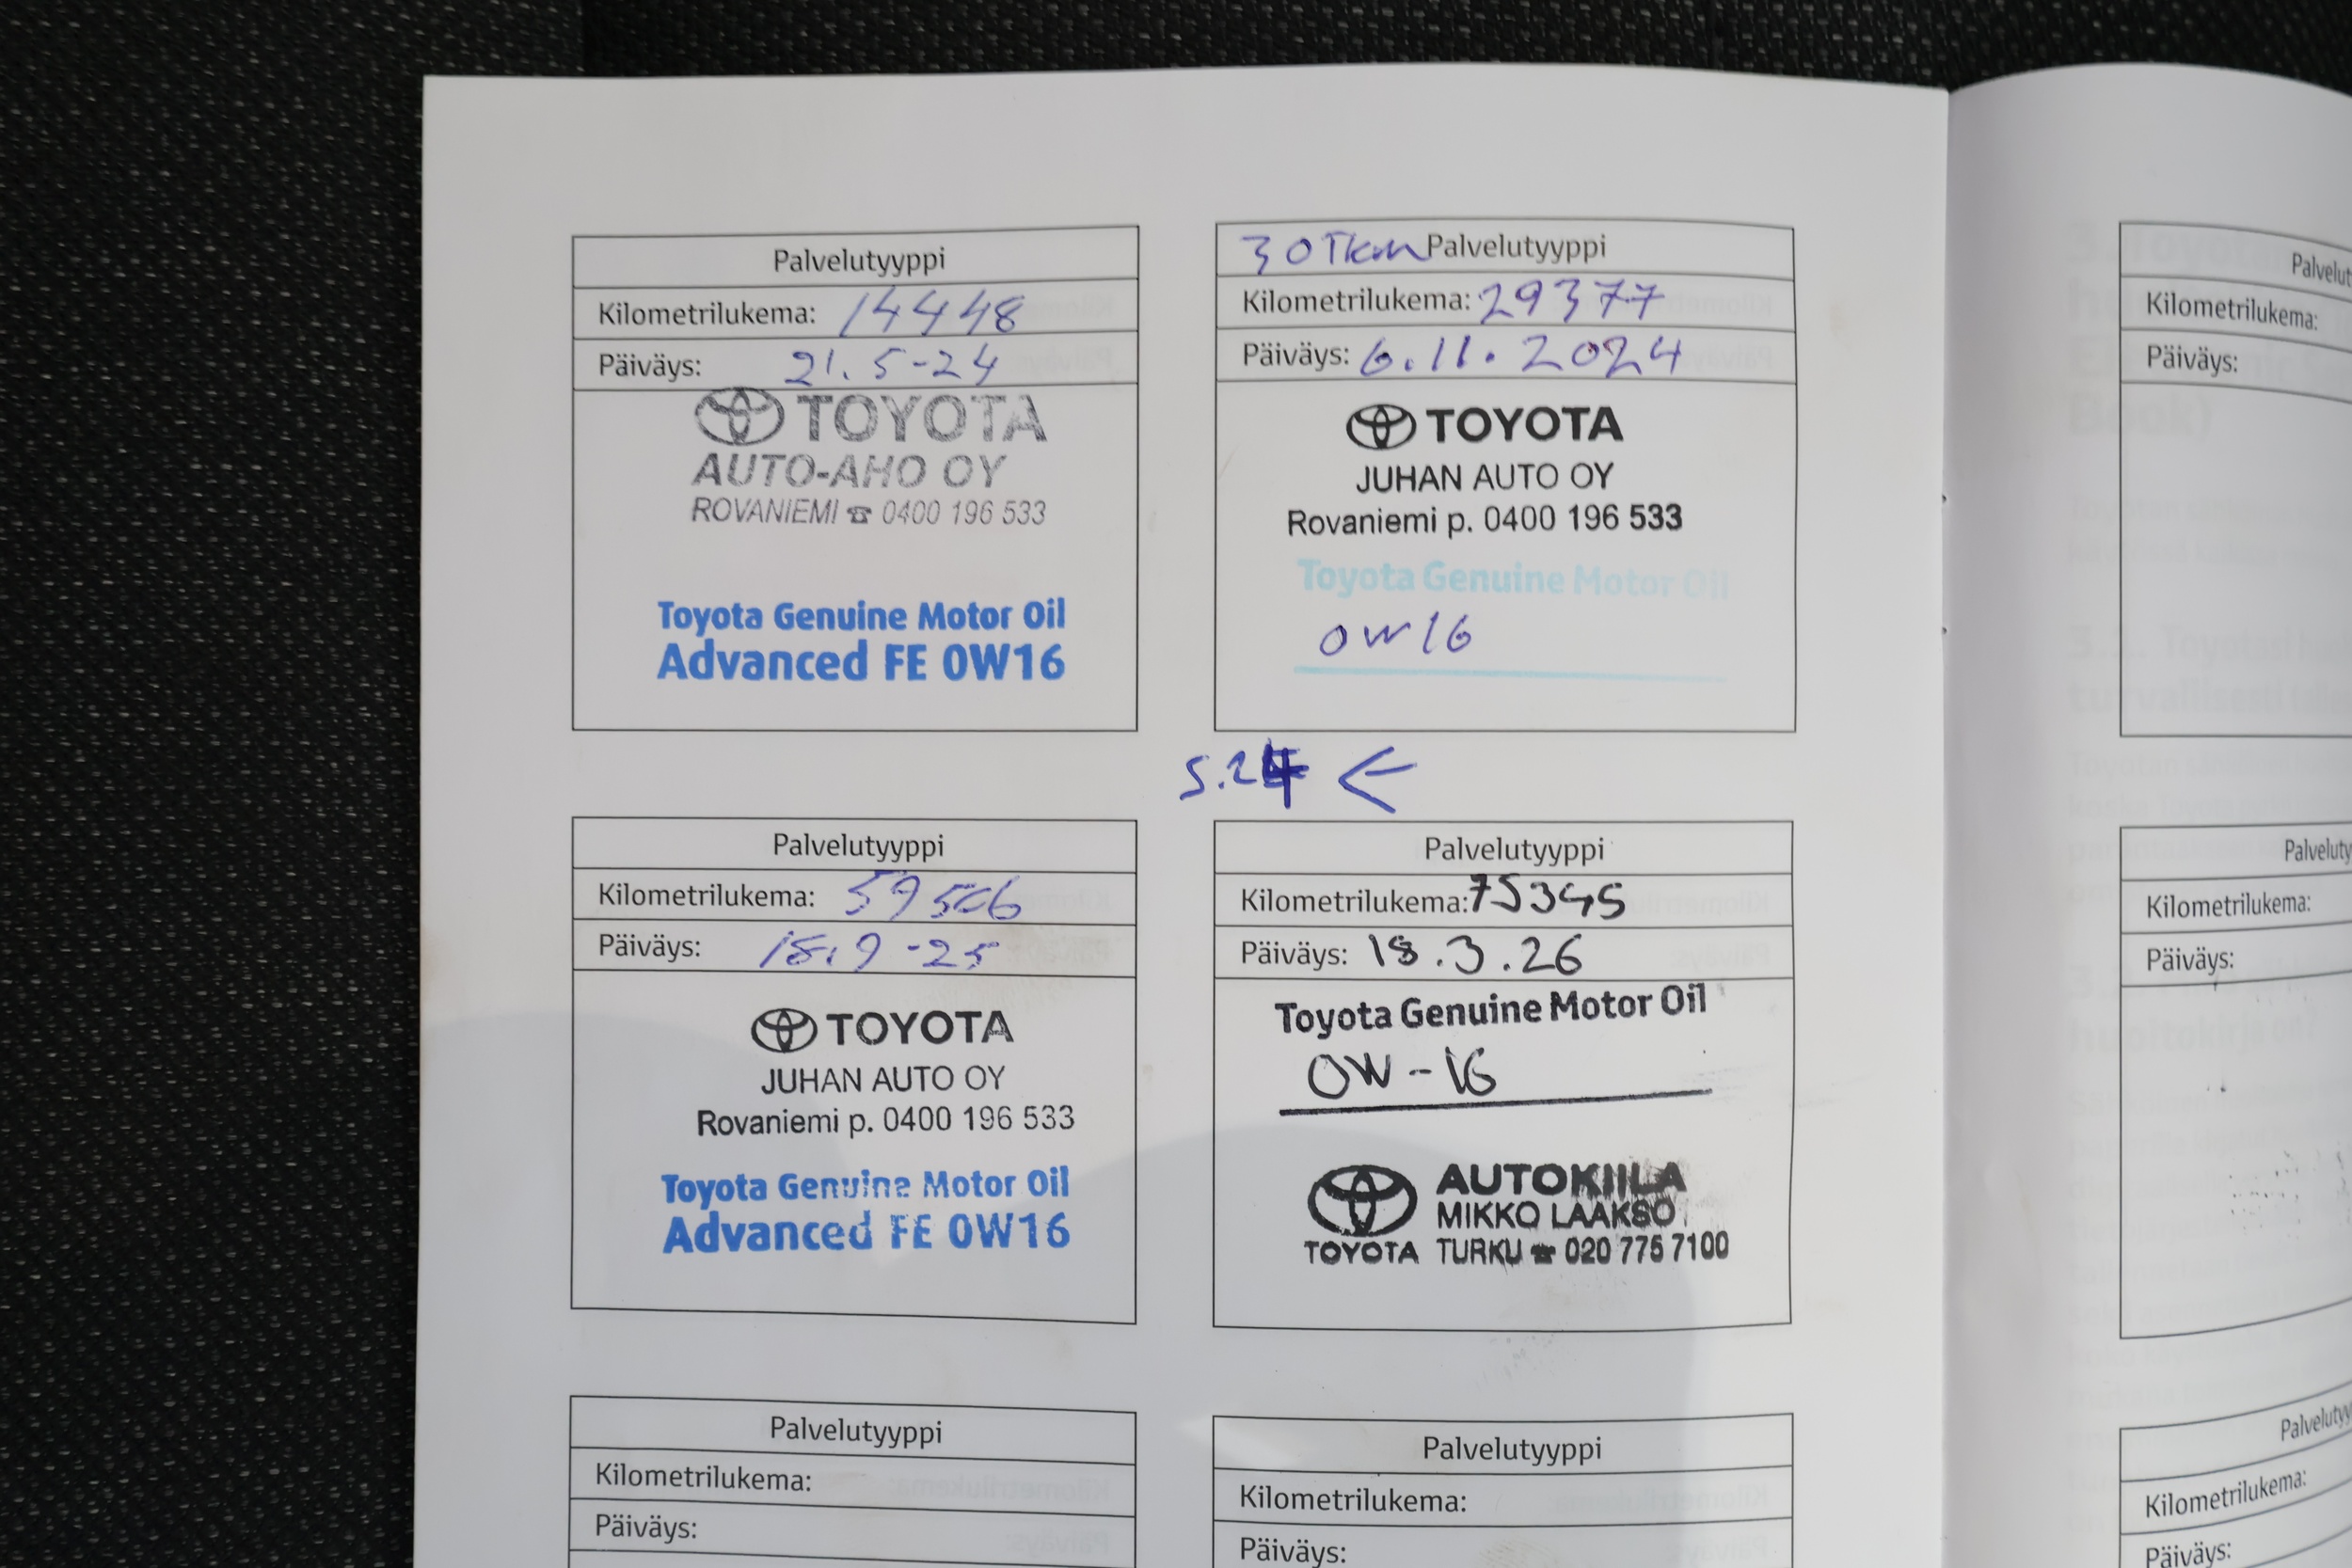 Palvelutyyppi
Kilometrilukema: 14448
Päiväys: 21.5-24
TOYOTA
AUTO-AHO OY
ROVANIEMI ☎ 0400 196 533
Toyota Genuine Motor Oil
Advanced FE 0W16
30Tkm Palvelutyyppi
Kilometrilukema: 29377
Päiväys: 6.11.2024
TOYOTA
JUHAN AUTO OY
Rovaniemi p. 0400 196 533
Toyota Genuine Motor Oil
0W16
Palvelutyyppi
Kilometrilukema: 59506
Päiväys: 15.9-25
TOYOTA
JUHAN AUTO OY
Rovaniemi p. 0400 196 533
Toyota Genuine Motor Oil
Advanced FE 0W16
Palvelutyyppi
Kilometrilukema: 75345
Päiväys: 18.3.26
Toyota Genuine Motor Oil
0W-16
AUTOKIILA
MIKKO LAAKSO
TOYOTA TURKU ☎ 020 775 7100
Palvelutyyppi
Kilometrilukema:
Päiväys:
Palvelutyyppi
Kilometrilukema:
Päiväys:
Kilometrilukema:
Päiväys:
Kilometrilukema:
Päiväys:
Kilometrilukema:
Päiväys: